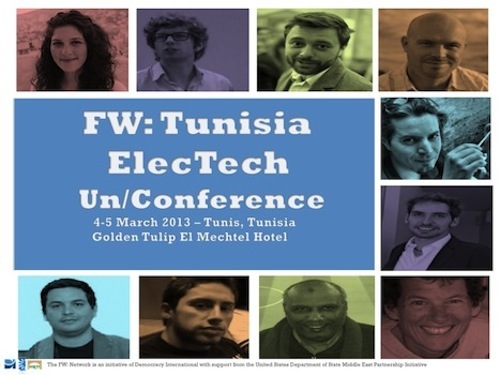 FW: Tunisia
ElecTech
Un/Conference
4-5 March 2013 – Tunis, Tunisia
Golden Tulip El Mechtel Hotel
The FW: Network is an initiative of Democracy International with support from the United States Department of State Middle East Partnership Initiative